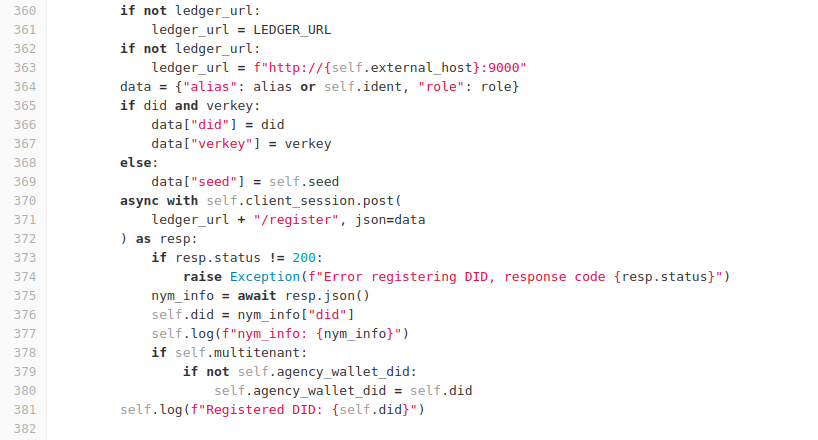 360         if not ledger_url:
361             ledger_url = LEDGER_URL
362         if not ledger_url:
363             ledger_url = f"http://{self.external_host}:9000"
364         data = {"alias": alias or self.ident, "role": role}
365         if did and verkey:
366             data["did"] = did
367             data["verkey"] = verkey
368         else:
369             data["seed"] = self.seed
370         async with self.client_session.post(
371             ledger_url + "/register", json=data
372         ) as resp:
373             if resp.status != 200:
374                 raise Exception(f"Error registering DID, response code {resp.status}")
375             nym_info = await resp.json()
376             self.did = nym_info["did"]
377             self.log(f"nym_info: {nym_info}")
378             if self.multitenant:
379                 if not self.agency_wallet_did:
380                     self.agency_wallet_did = self.did
381         self.log(f"Registered DID: {self.did}")
382